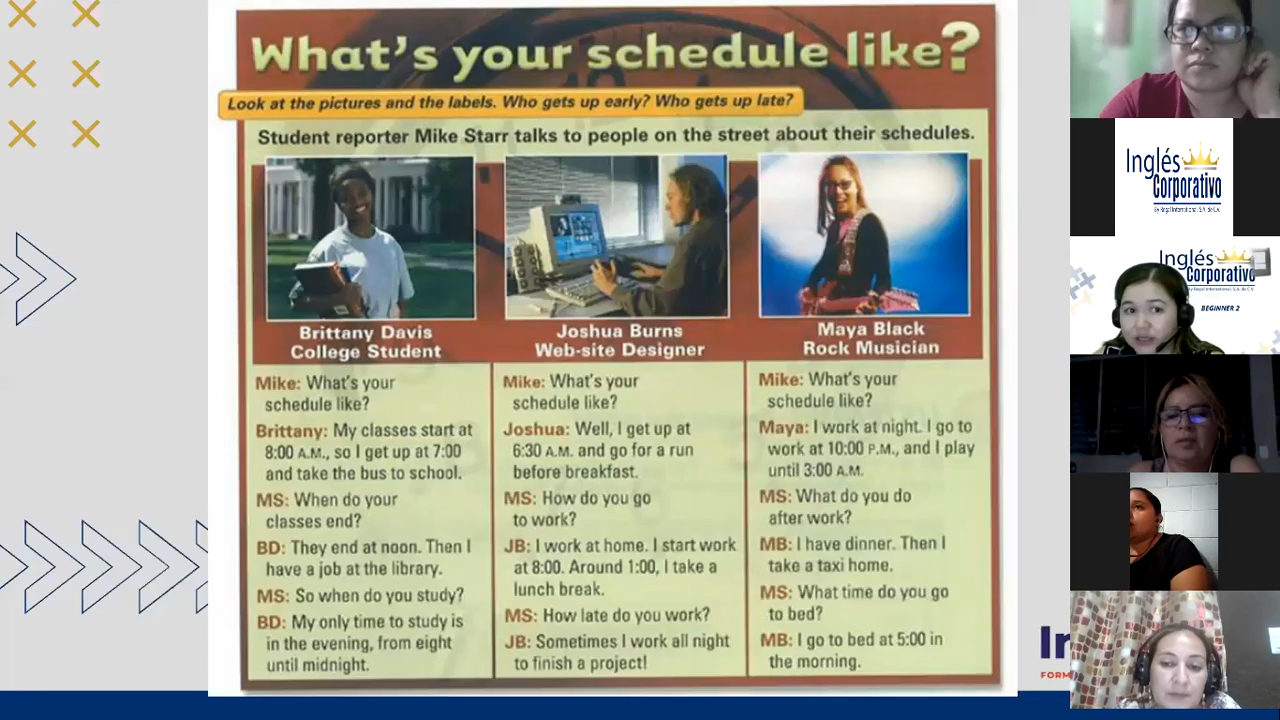 What's your schedule like?
Look at the pictures and the labels. Who gets up early? Who gets up late?
Student reporter Mike Starr talks to people on the street about their schedules.
Brittany Davis
College Student
Mike: What's your
schedule like?
Brittany: My classes start at
8:00 A.M., so I get up at 7:00
and take the bus to school.
MS: When do your
classes end?
BD: They end at noon. Then I
have a job at the library.
MS: So when do you study?
BD: My only time to study is
in the evening, from eight
until midnight.
Joshua Burns
Web-site Designer
Mike: What's your
schedule like?
Joshua: Well, I get up at
6:30 A.M. and go for a run
before breakfast.
MS: How do you go
to work?
JB: I work at home. I start work
at 8:00. Around 1:00, I take a
lunch break.
MS: How late do you work?
JB: Sometimes I work all night
to finish a project!
Maya Black
Rock Musician
Mike: What's your
schedule like?
Maya: I work at night. I go to
work at 10:00 P.M., and I play
until 3:00 A.M.
MS: What do you do
after work?
MB: I have dinner. Then I
take a taxi home.
MS: What time do you go
to bed?
MB: I go to bed at 5:00 in
the morning.
Inglés
Corporativo
By Regal International, S.A. de C.V.
Inglés
Corporativo
By Regal International, S.A. de C.V.
BEGINNER 2
In
FORM